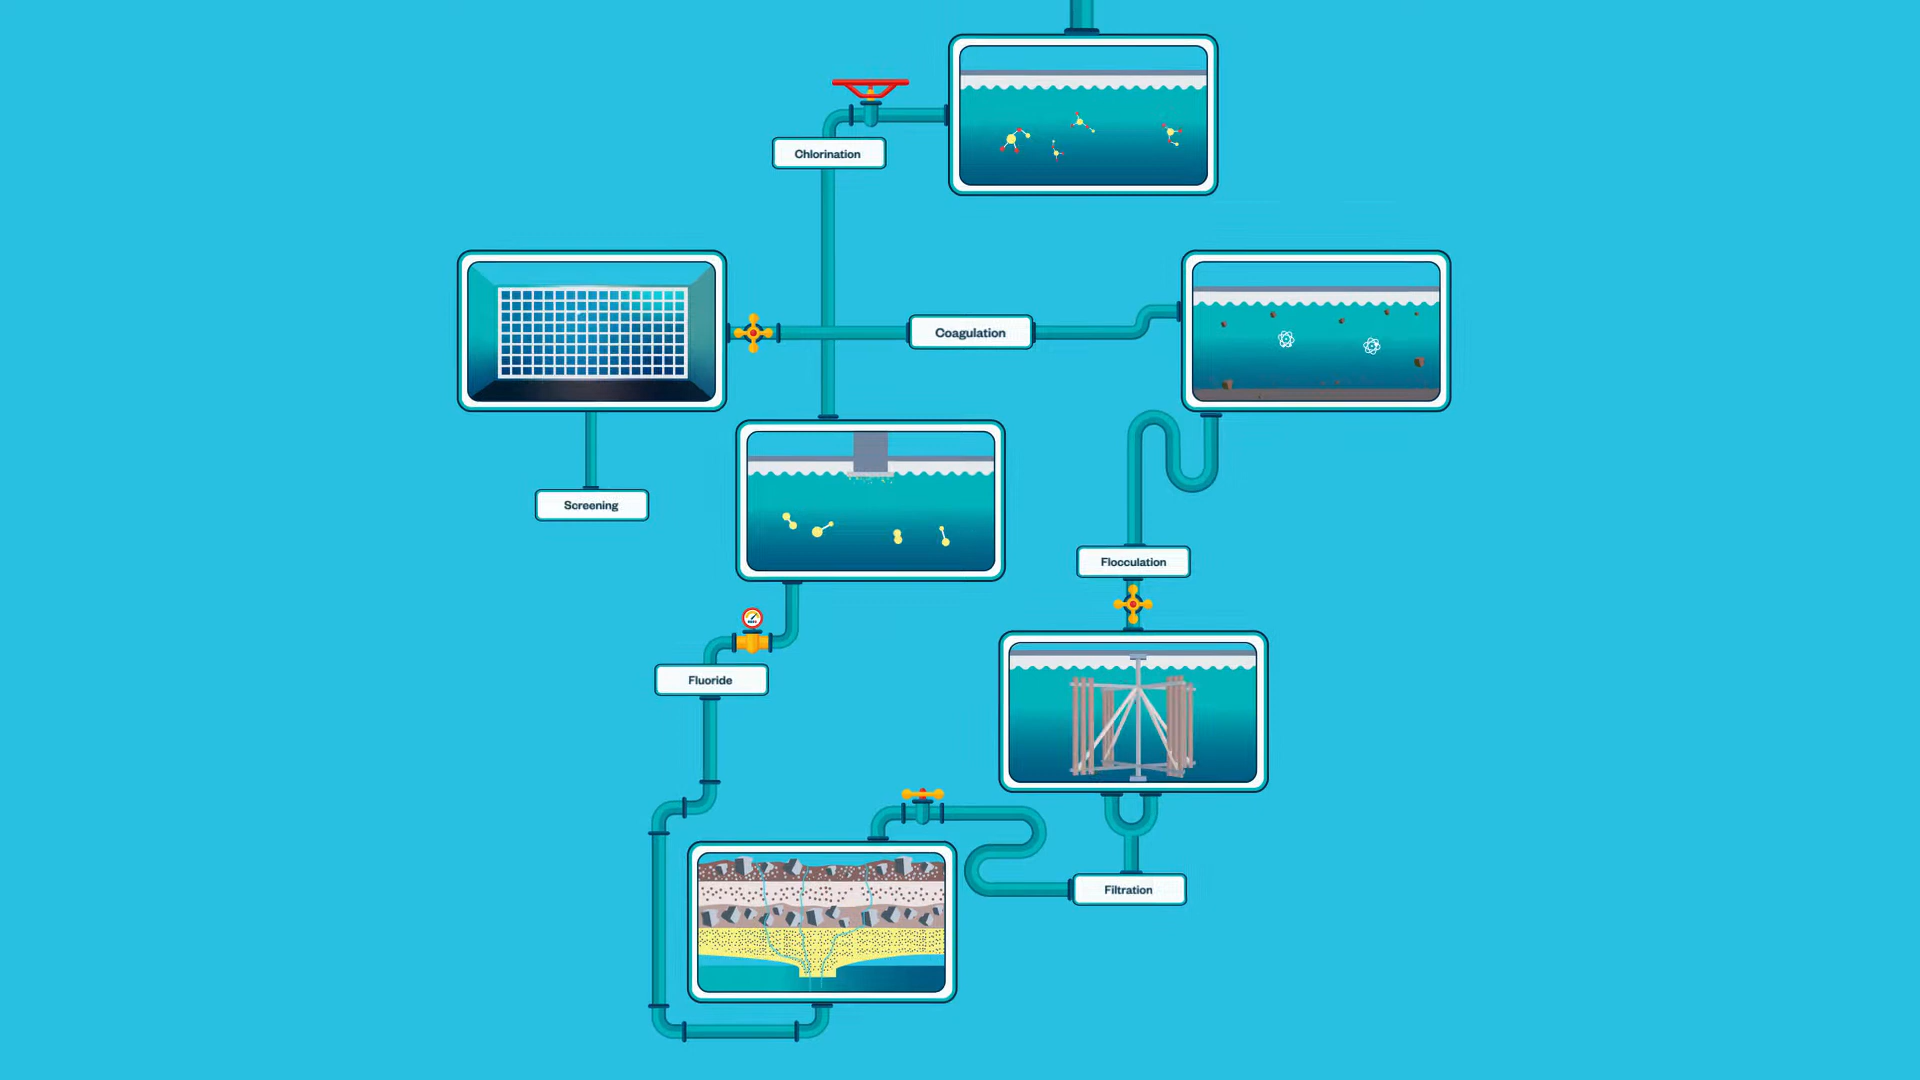 Chlorination
Coagulation
Screening
Flocculation
Fluoride
Filtration